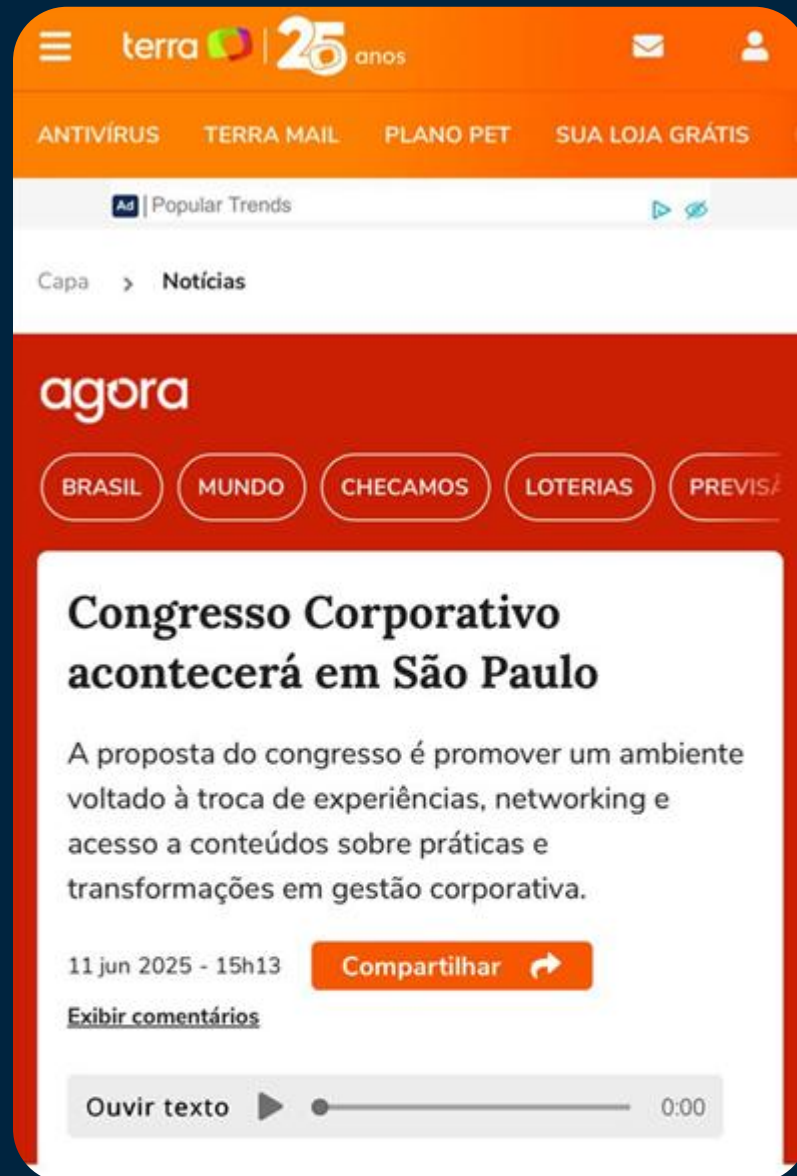 terra 25 anos
ANTIVÍRUS TERRA MAIL PLANO PET SUA LOJA GRÁTIS
Ad | Popular Trends
Capa > Notícias
agora
BRASIL MUNDO CHECAMOS LOTERIAS
Congresso Corporativo
acontecerá em São Paulo
A proposta do congresso é promover um ambiente
voltado à troca de experiências, networking e
acesso a conteúdos sobre práticas e
transformações em gestão corporativa.
11 jun 2025 - 15h13 Compartilhar
Exibir comentários
Ouvir texto 0:00